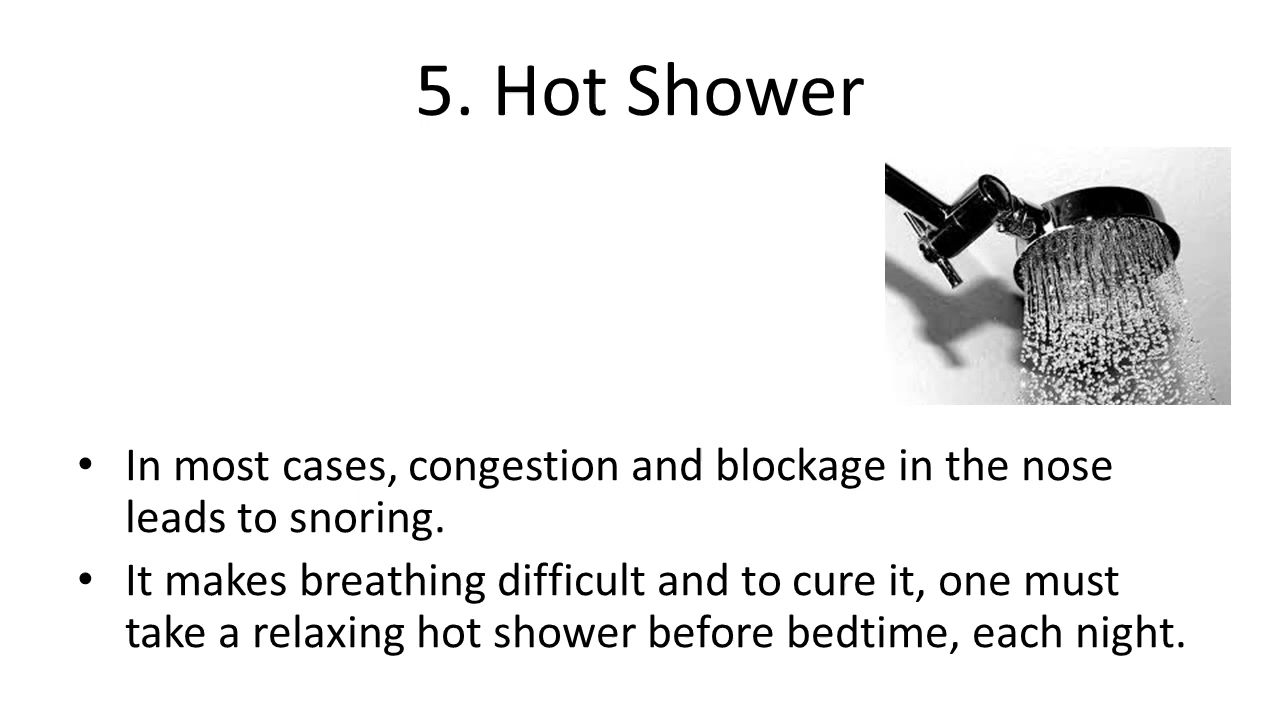 5. Hot Shower
• In most cases, congestion and blockage in the nose
leads to snoring.
• It makes breathing difficult and to cure it, one must
take a relaxing hot shower before bedtime, each night.